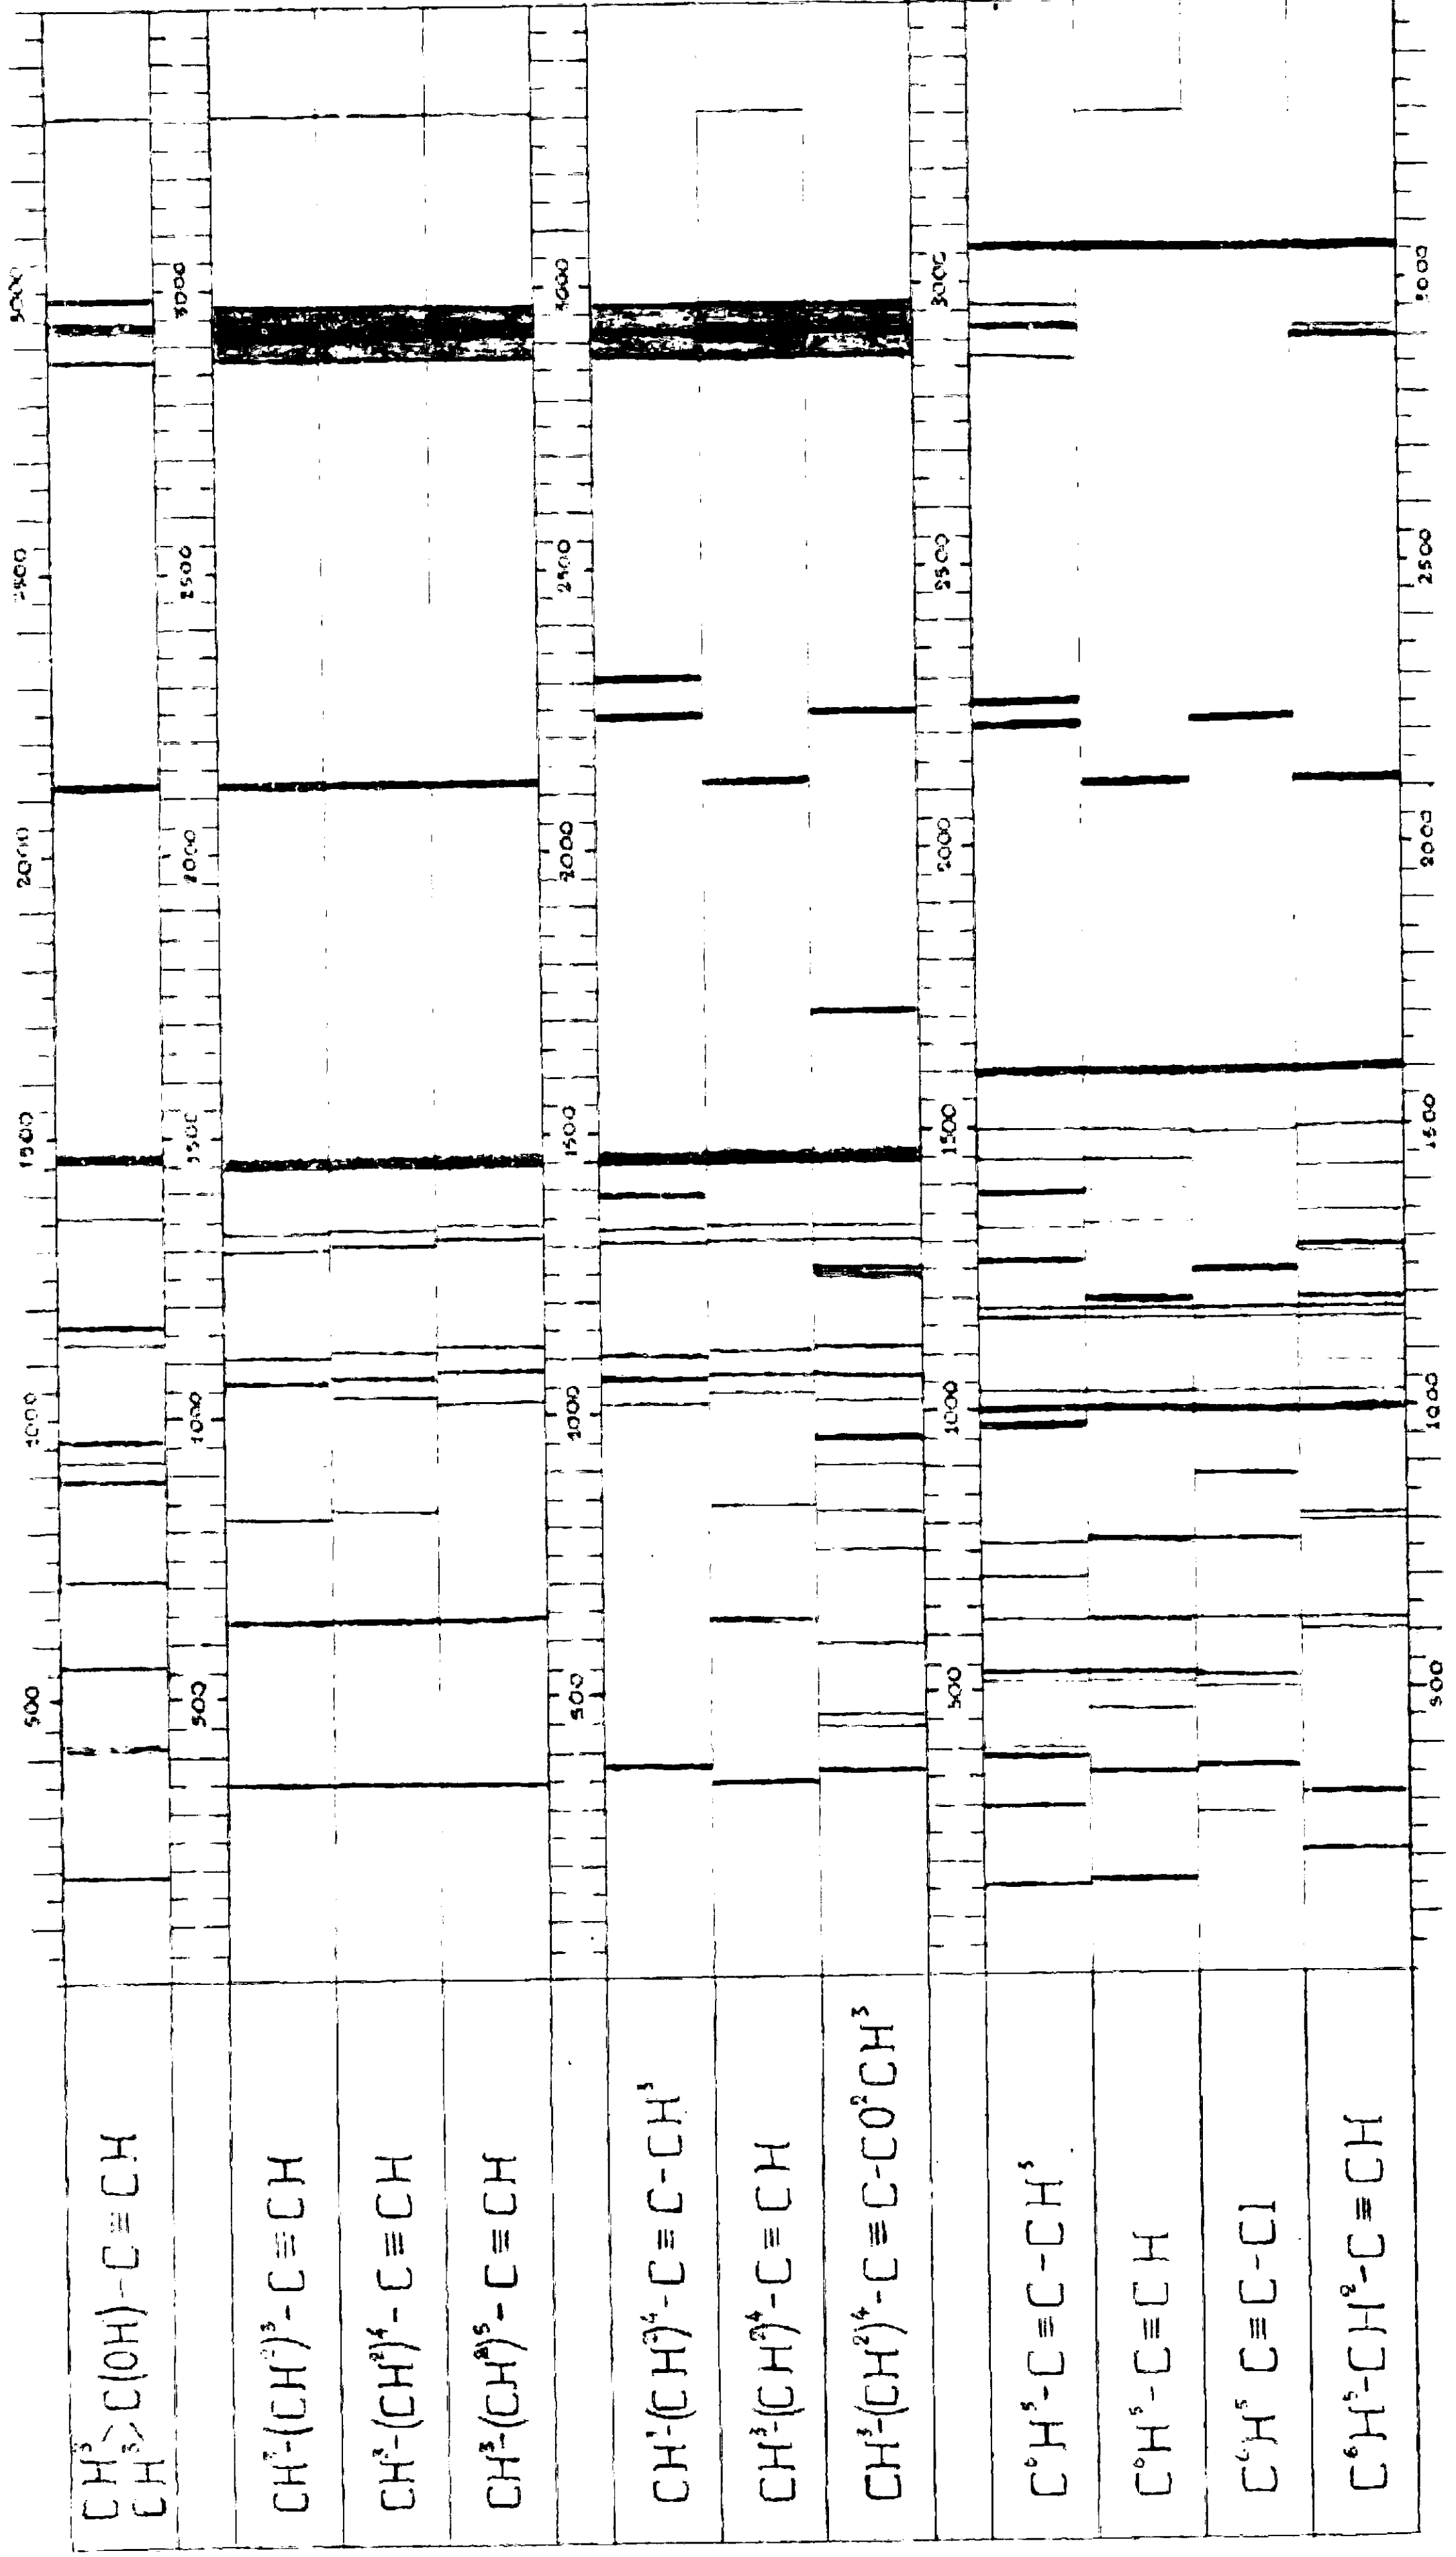 CH³
CH³>C(OH)-C≡CH
CH³-(CH²)³-C≡CH
CH³-(CH²)⁴-C≡CH
CH³-(CH²)⁵-C≡CH
CH³-(CH²)⁴-C≡C-CH³
CH³-(CH²)⁴-C≡CH
CH³-(CH²)⁴-C≡C-CO²CH³
C⁶H⁵-C≡C-CH³
C⁶H⁵-C≡CH
C⁶H⁵ C≡C-Cl
C⁶H⁵-CH²-C≡CH
500 1000 1500 2000 2500 3000
500 1000 1500 2000 2500 3000
500 1000 1500 2000 2500 3000
500 1000 1500 2000 2500 3000
500 1000 1500 2000 2500 3000